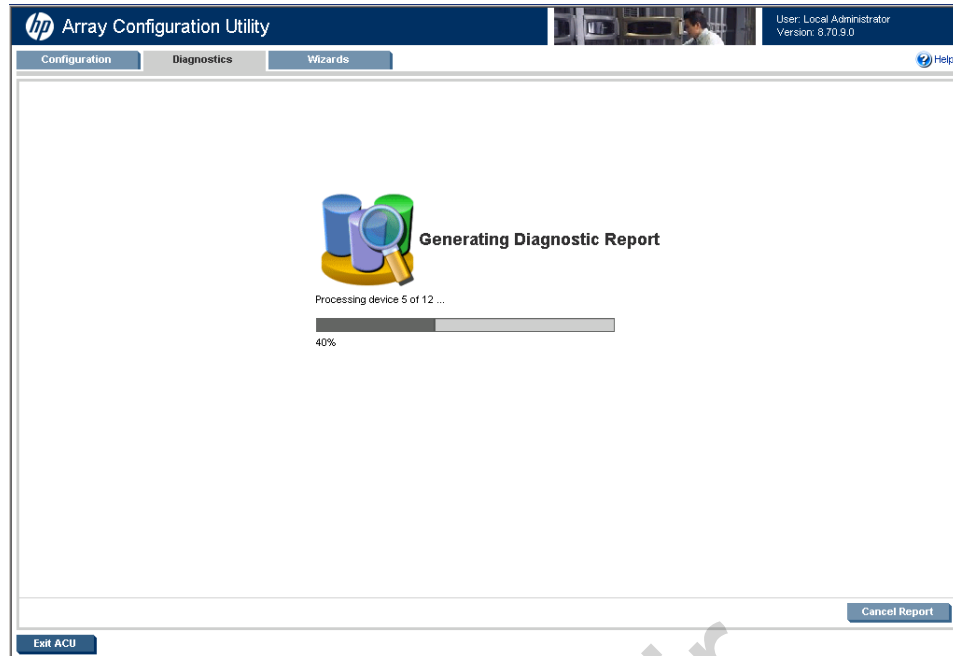 hp Array Configuration Utility
User: Local Administrator
Version: 8.70.9.0
Configuration
Diagnostics
Wizards
? Help
Generating Diagnostic Report
Processing device 5 of 12 ...
40%
Cancel Report
Exit ACU